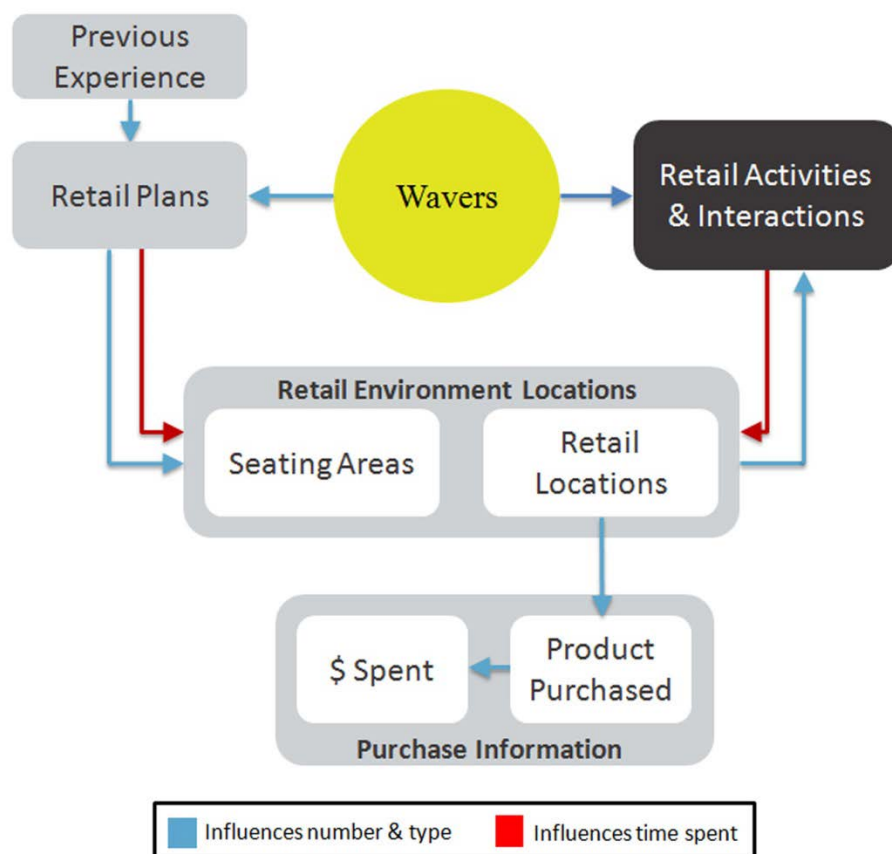 Previous
Experience
Retail Plans
Wavers
Retail Activities
& Interactions
Retail Environment Locations
Seating Areas
Retail
Locations
$ Spent
Product
Purchased
Purchase Information
Influences number & type
Influences time spent